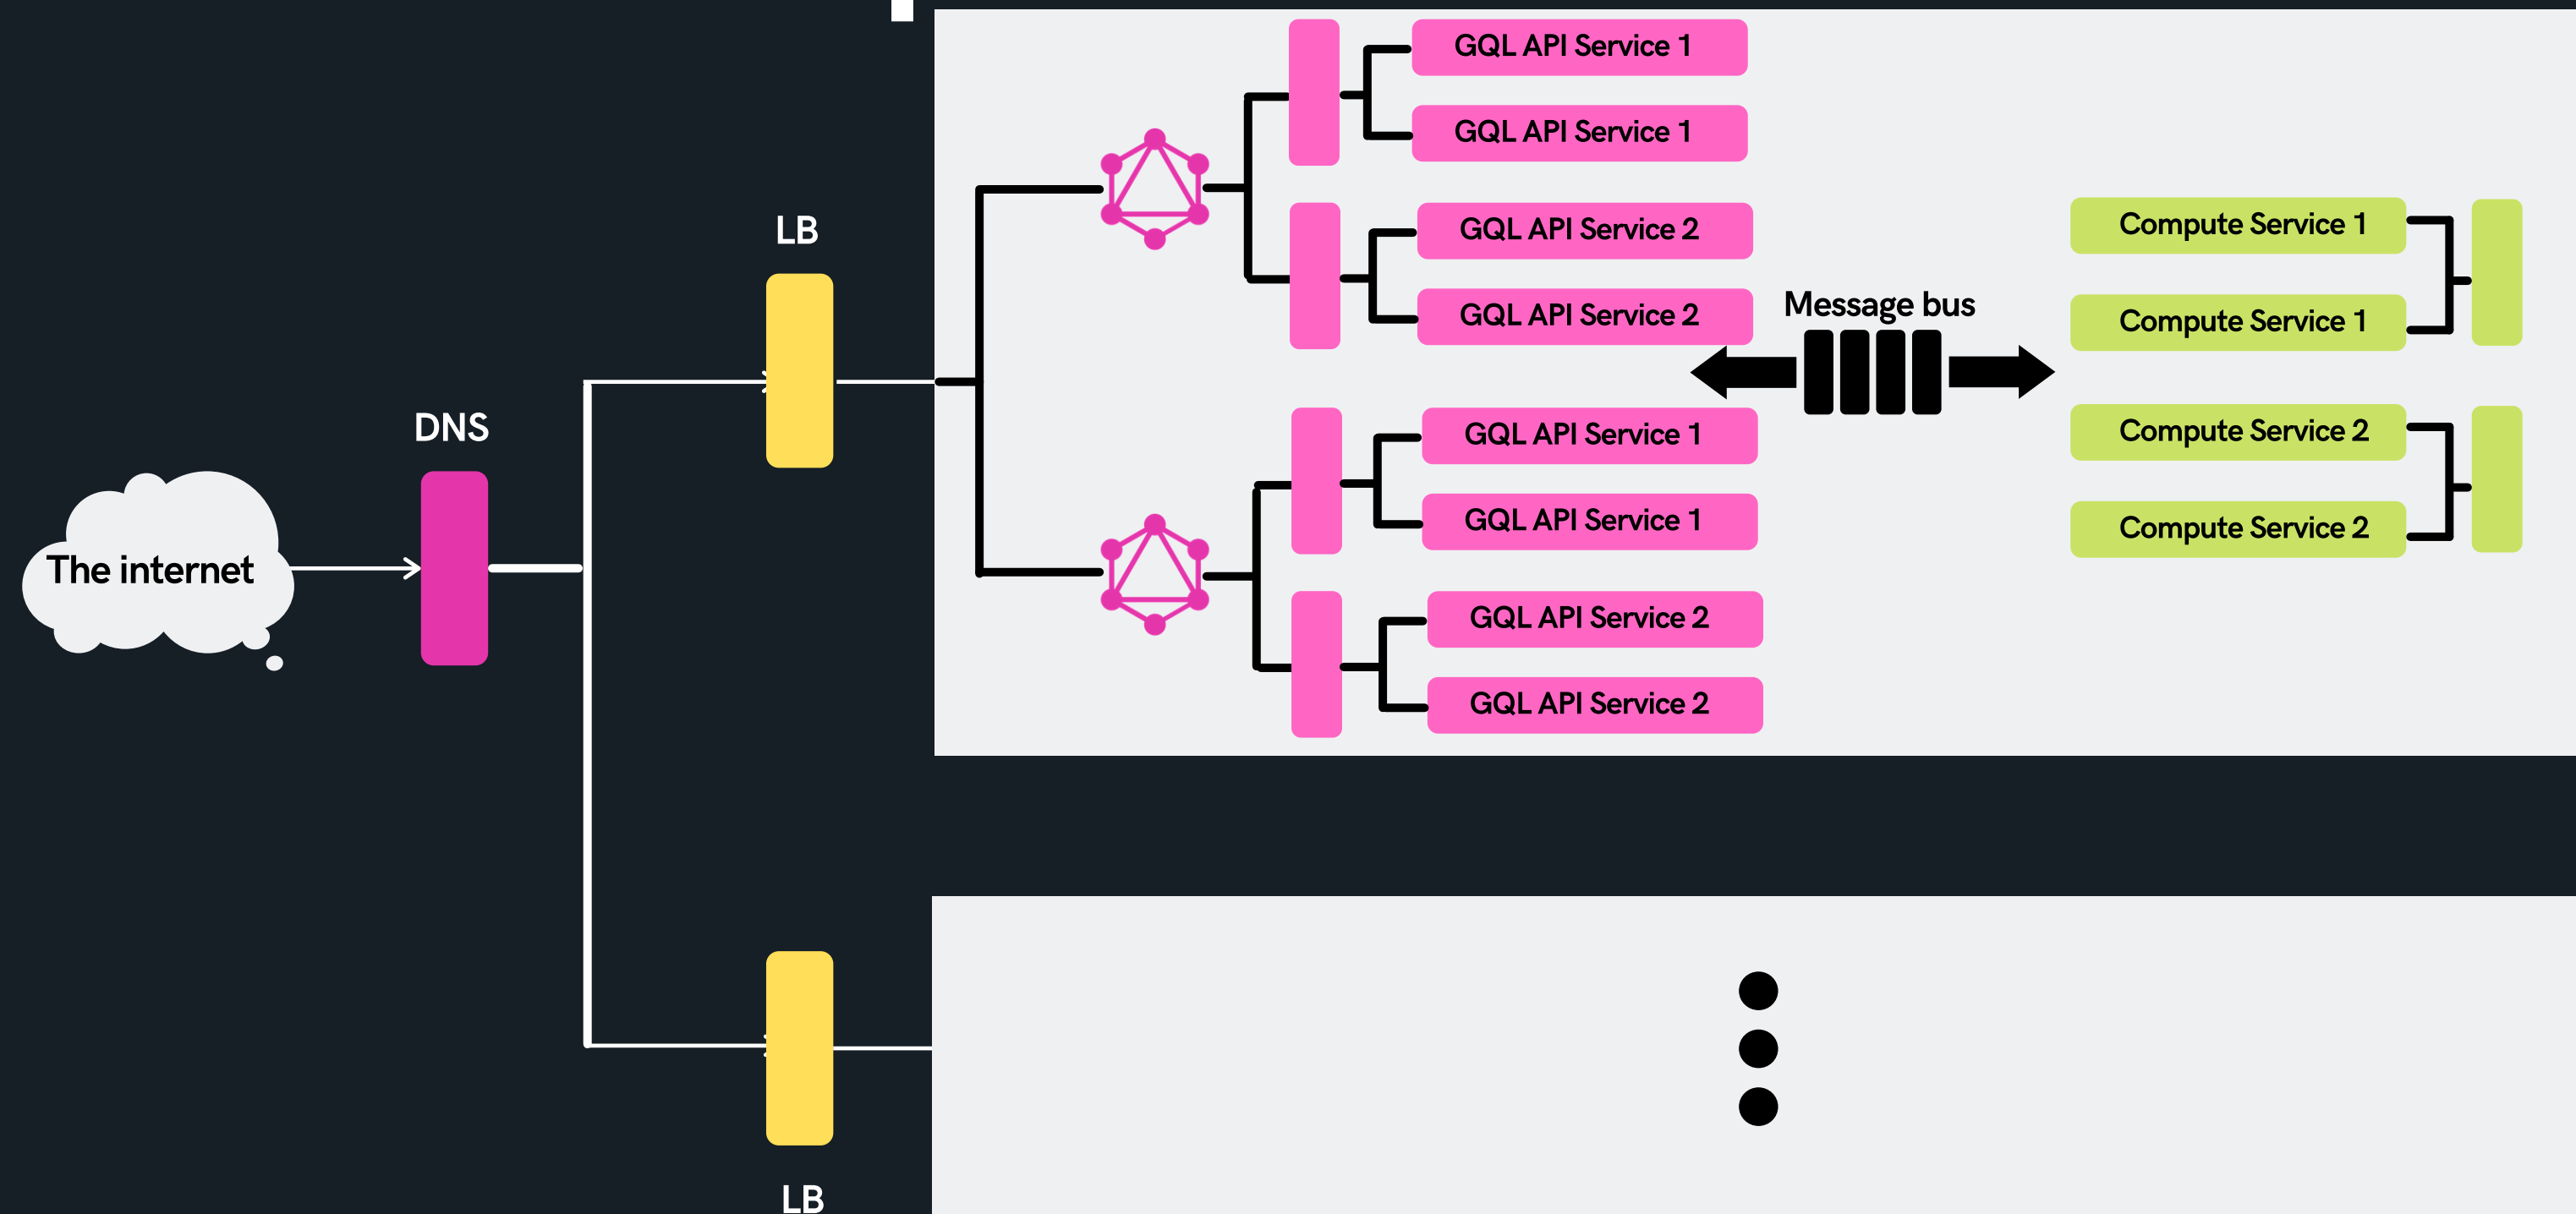 The internet
DNS
LB
GQL API Service 1
GQL API Service 1
GQL API Service 2
GQL API Service 2
GQL API Service 1
GQL API Service 1
GQL API Service 2
GQL API Service 2
Message bus
Compute Service 1
Compute Service 1
Compute Service 2
Compute Service 2
LB